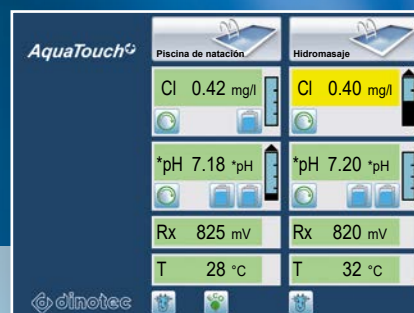 AquaTouch+
Piscina de natación
Hidromasaje
Cl 0.42 mg/l
Cl 0.40 mg/l
*pH 7.18 *pH
*pH 7.20 *pH
Rx 825 mV
Rx 820 mV
T 28 °C
T 32 °C
dinotec
ECO